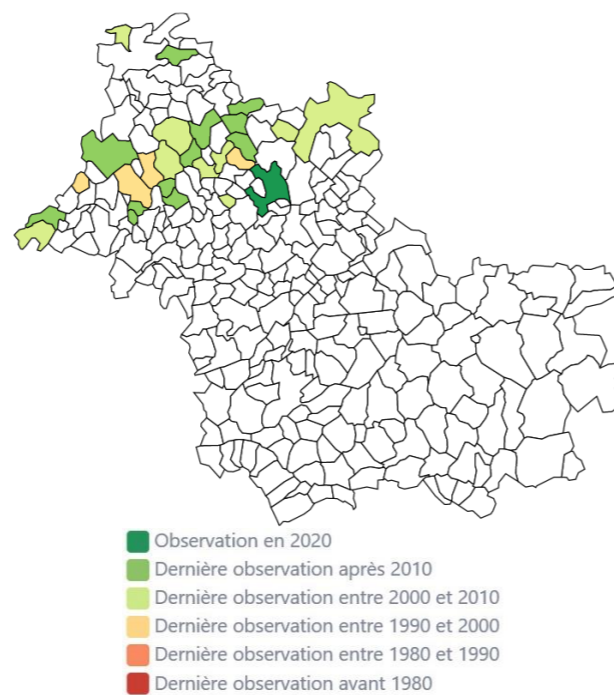 Observation en 2020
Dernière observation après 2010
Dernière observation entre 2000 et 2010
Dernière observation entre 1990 et 2000
Dernière observation entre 1980 et 1990
Dernière observation avant 1980